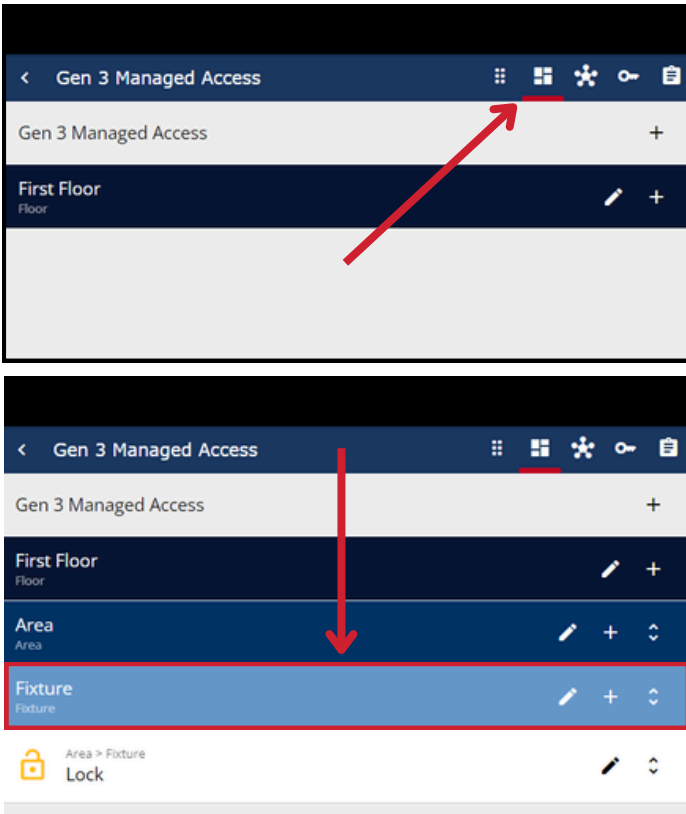 Gen 3 Managed Access
Gen 3 Managed Access
First Floor
Floor
Gen 3 Managed Access
Gen 3 Managed Access
First Floor
Floor
Area
Area
Fixture
Fixture
Area > Fixture
Lock